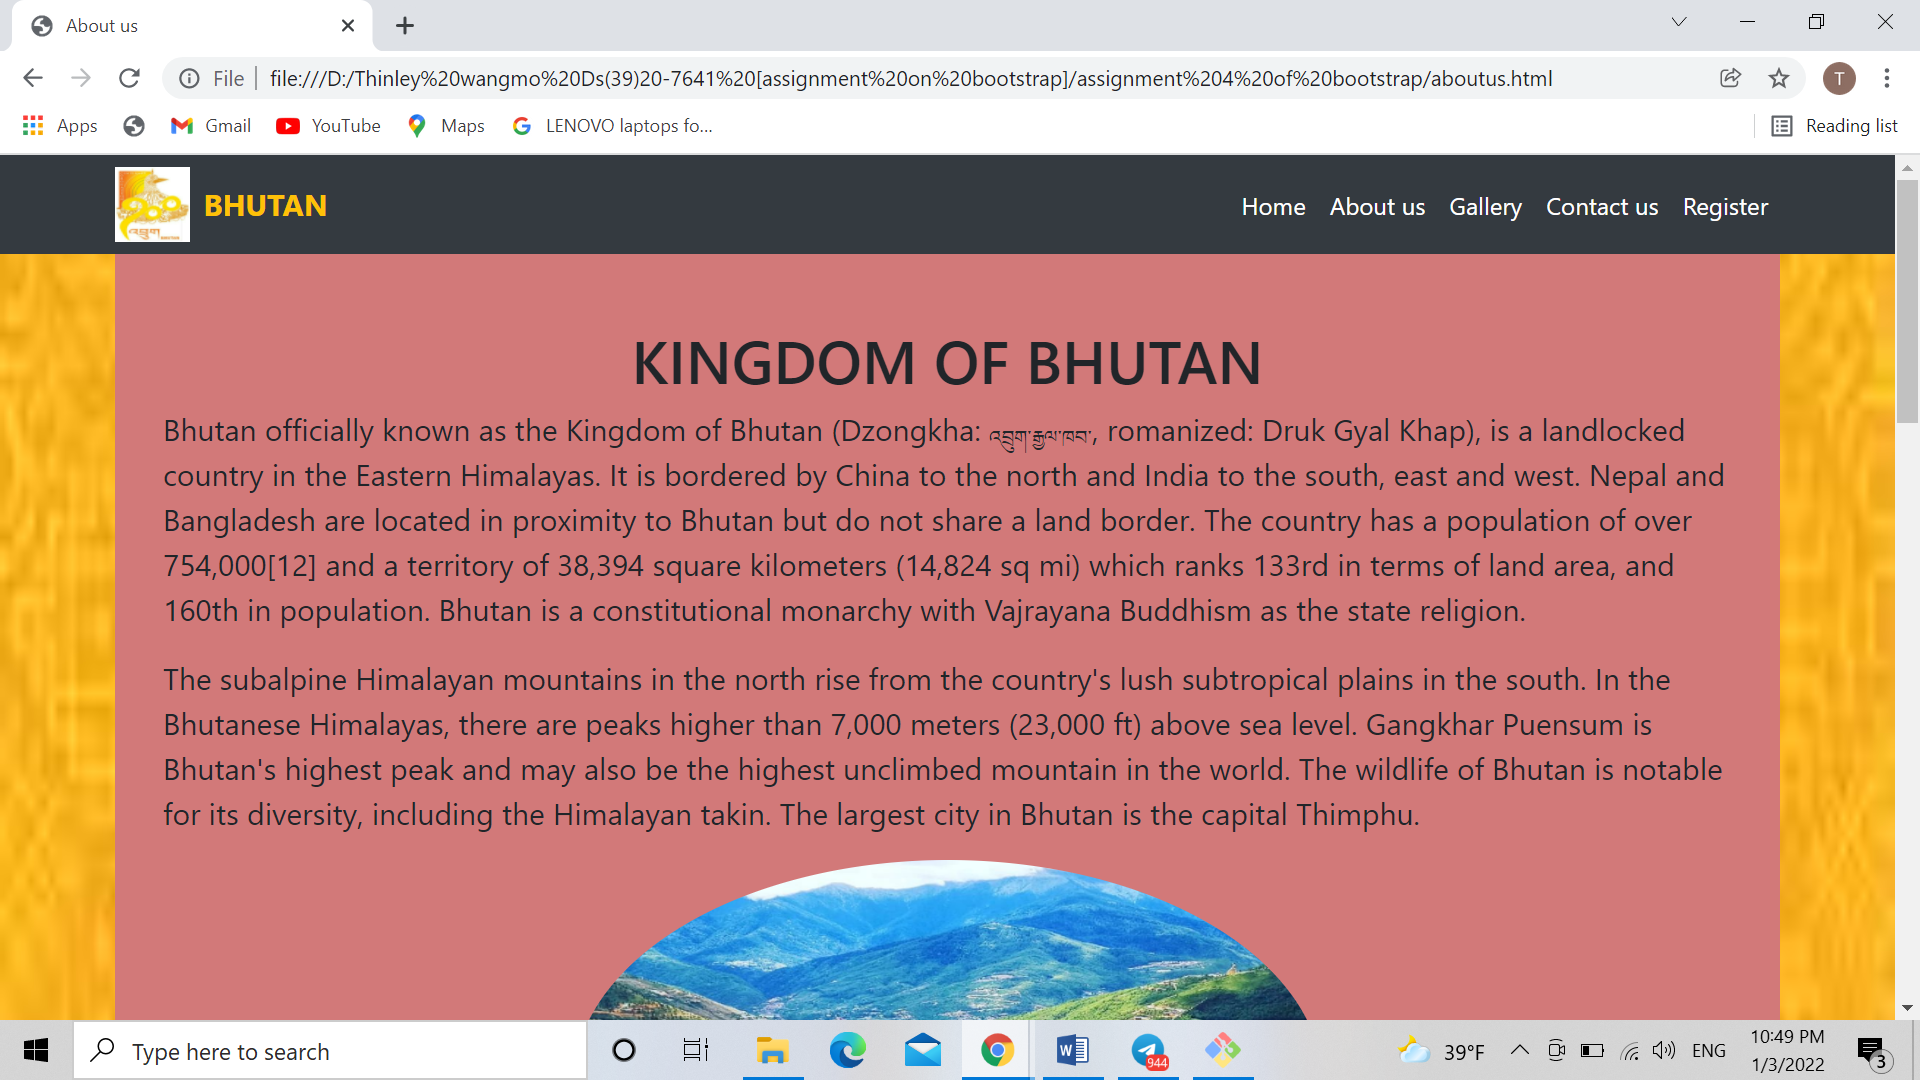 About us
File
file:///D:/Thinley%20wangmo%20Ds(39)20-7641%20[assignment%20on%20bootstrap]/assignment%204%20of%20bootstrap/aboutus.html
T
Apps
Gmail
YouTube
Maps
LENOVO laptops fo...
Reading list
འབྲུག
BHUTAN
Home
About us
Gallery
Contact us
Register
KINGDOM OF BHUTAN
Bhutan officially known as the Kingdom of Bhutan (Dzongkha: འབྲུག་རྒྱལ་ཁབ་, romanized: Druk Gyal Khap), is a landlocked
country in the Eastern Himalayas. It is bordered by China to the north and India to the south, east and west. Nepal and
Bangladesh are located in proximity to Bhutan but do not share a land border. The country has a population of over
754,000[12] and a territory of 38,394 square kilometers (14,824 sq mi) which ranks 133rd in terms of land area, and
160th in population. Bhutan is a constitutional monarchy with Vajrayana Buddhism as the state religion.
The subalpine Himalayan mountains in the north rise from the country's lush subtropical plains in the south. In the
Bhutanese Himalayas, there are peaks higher than 7,000 meters (23,000 ft) above sea level. Gangkhar Puensum is
Bhutan's highest peak and may also be the highest unclimbed mountain in the world. The wildlife of Bhutan is notable
for its diversity, including the Himalayan takin. The largest city in Bhutan is the capital Thimphu.
Type here to search
944
39°F
ENG
10:49 PM
1/3/2022
3